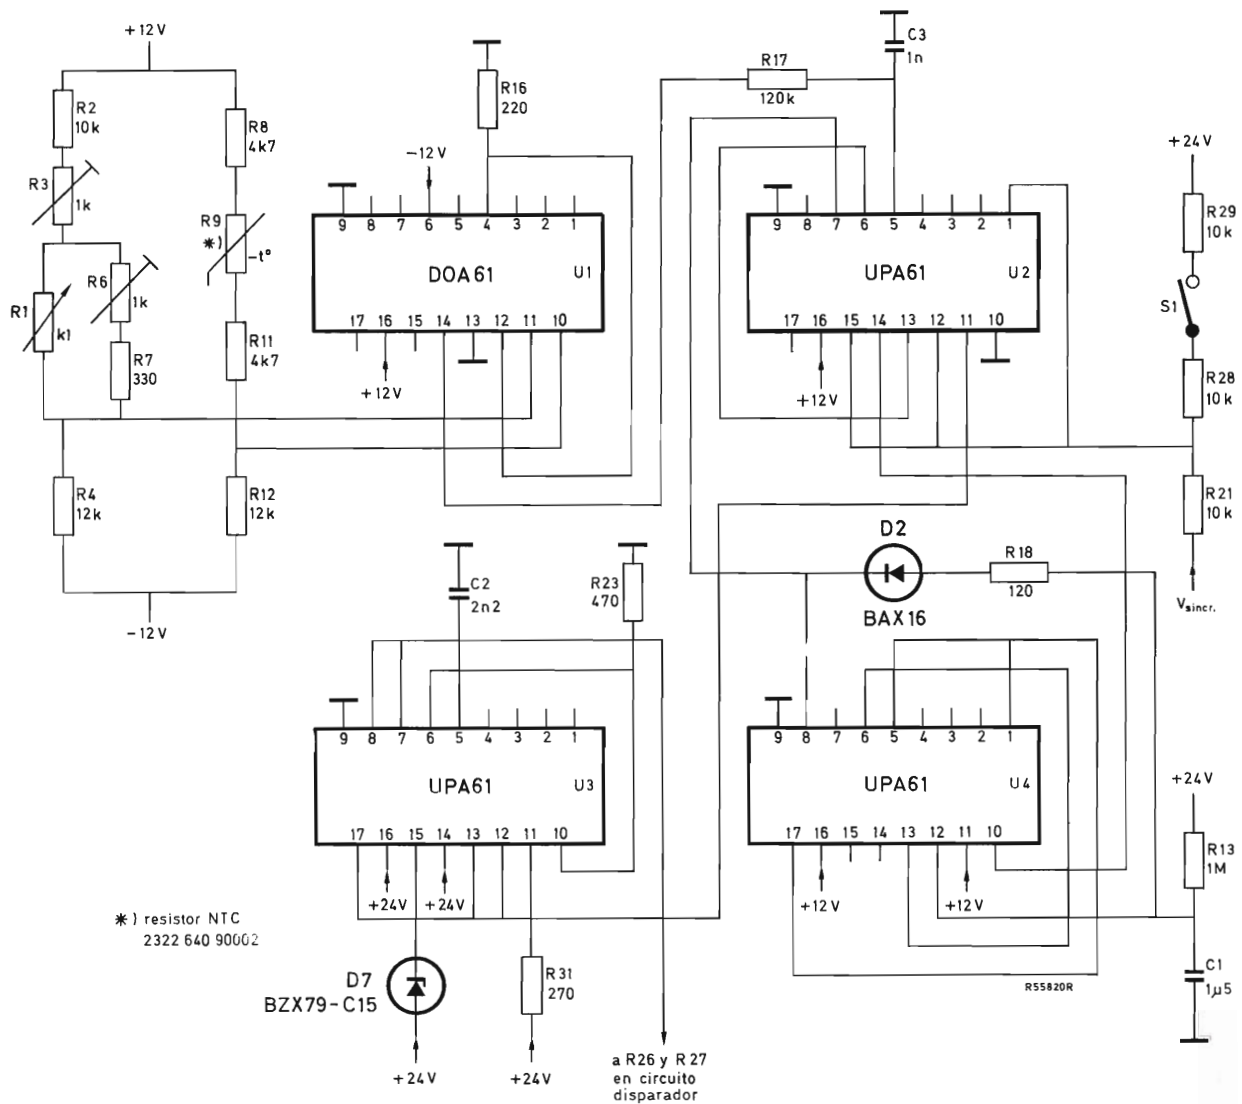 +12V
R2
10k
R3
1k
R1
k1
R6
1k
R7
330
R4
12k
-12V
R8
4k7
R9
*)
-t°
R11
4k7
R12
12k
R16
220
-12V
9 8 7 6 5 4 3 2 1
DOA61
U1
17 16 15 14 13 12 11 10
+12V
R17
120k
C3
1n
9 8 7 6 5 4 3 2 1
UPA61
U2
17 16 15 14 13 12 11 10
+12V
+24V
R29
10k
S1
R28
10k
R21
10k
Vsincr.
D2
BAX16
R18
120
C2
2n2
R23
470
9 8 7 6 5 4 3 2 1
UPA61
U3
17 16 15 14 13 12 11 10
+24V
+24V
*) resistor NTC
2322 640 90002
D7
BZX79-C15
+24V
R31
270
+24V
a R26 y R27
en circuito
disparador
9 8 7 6 5 4 3 2 1
UPA61
U4
17 16 15 14 13 12 11 10
+12V
+12V
+24V
R13
1M
C1
1µ5
R55820R